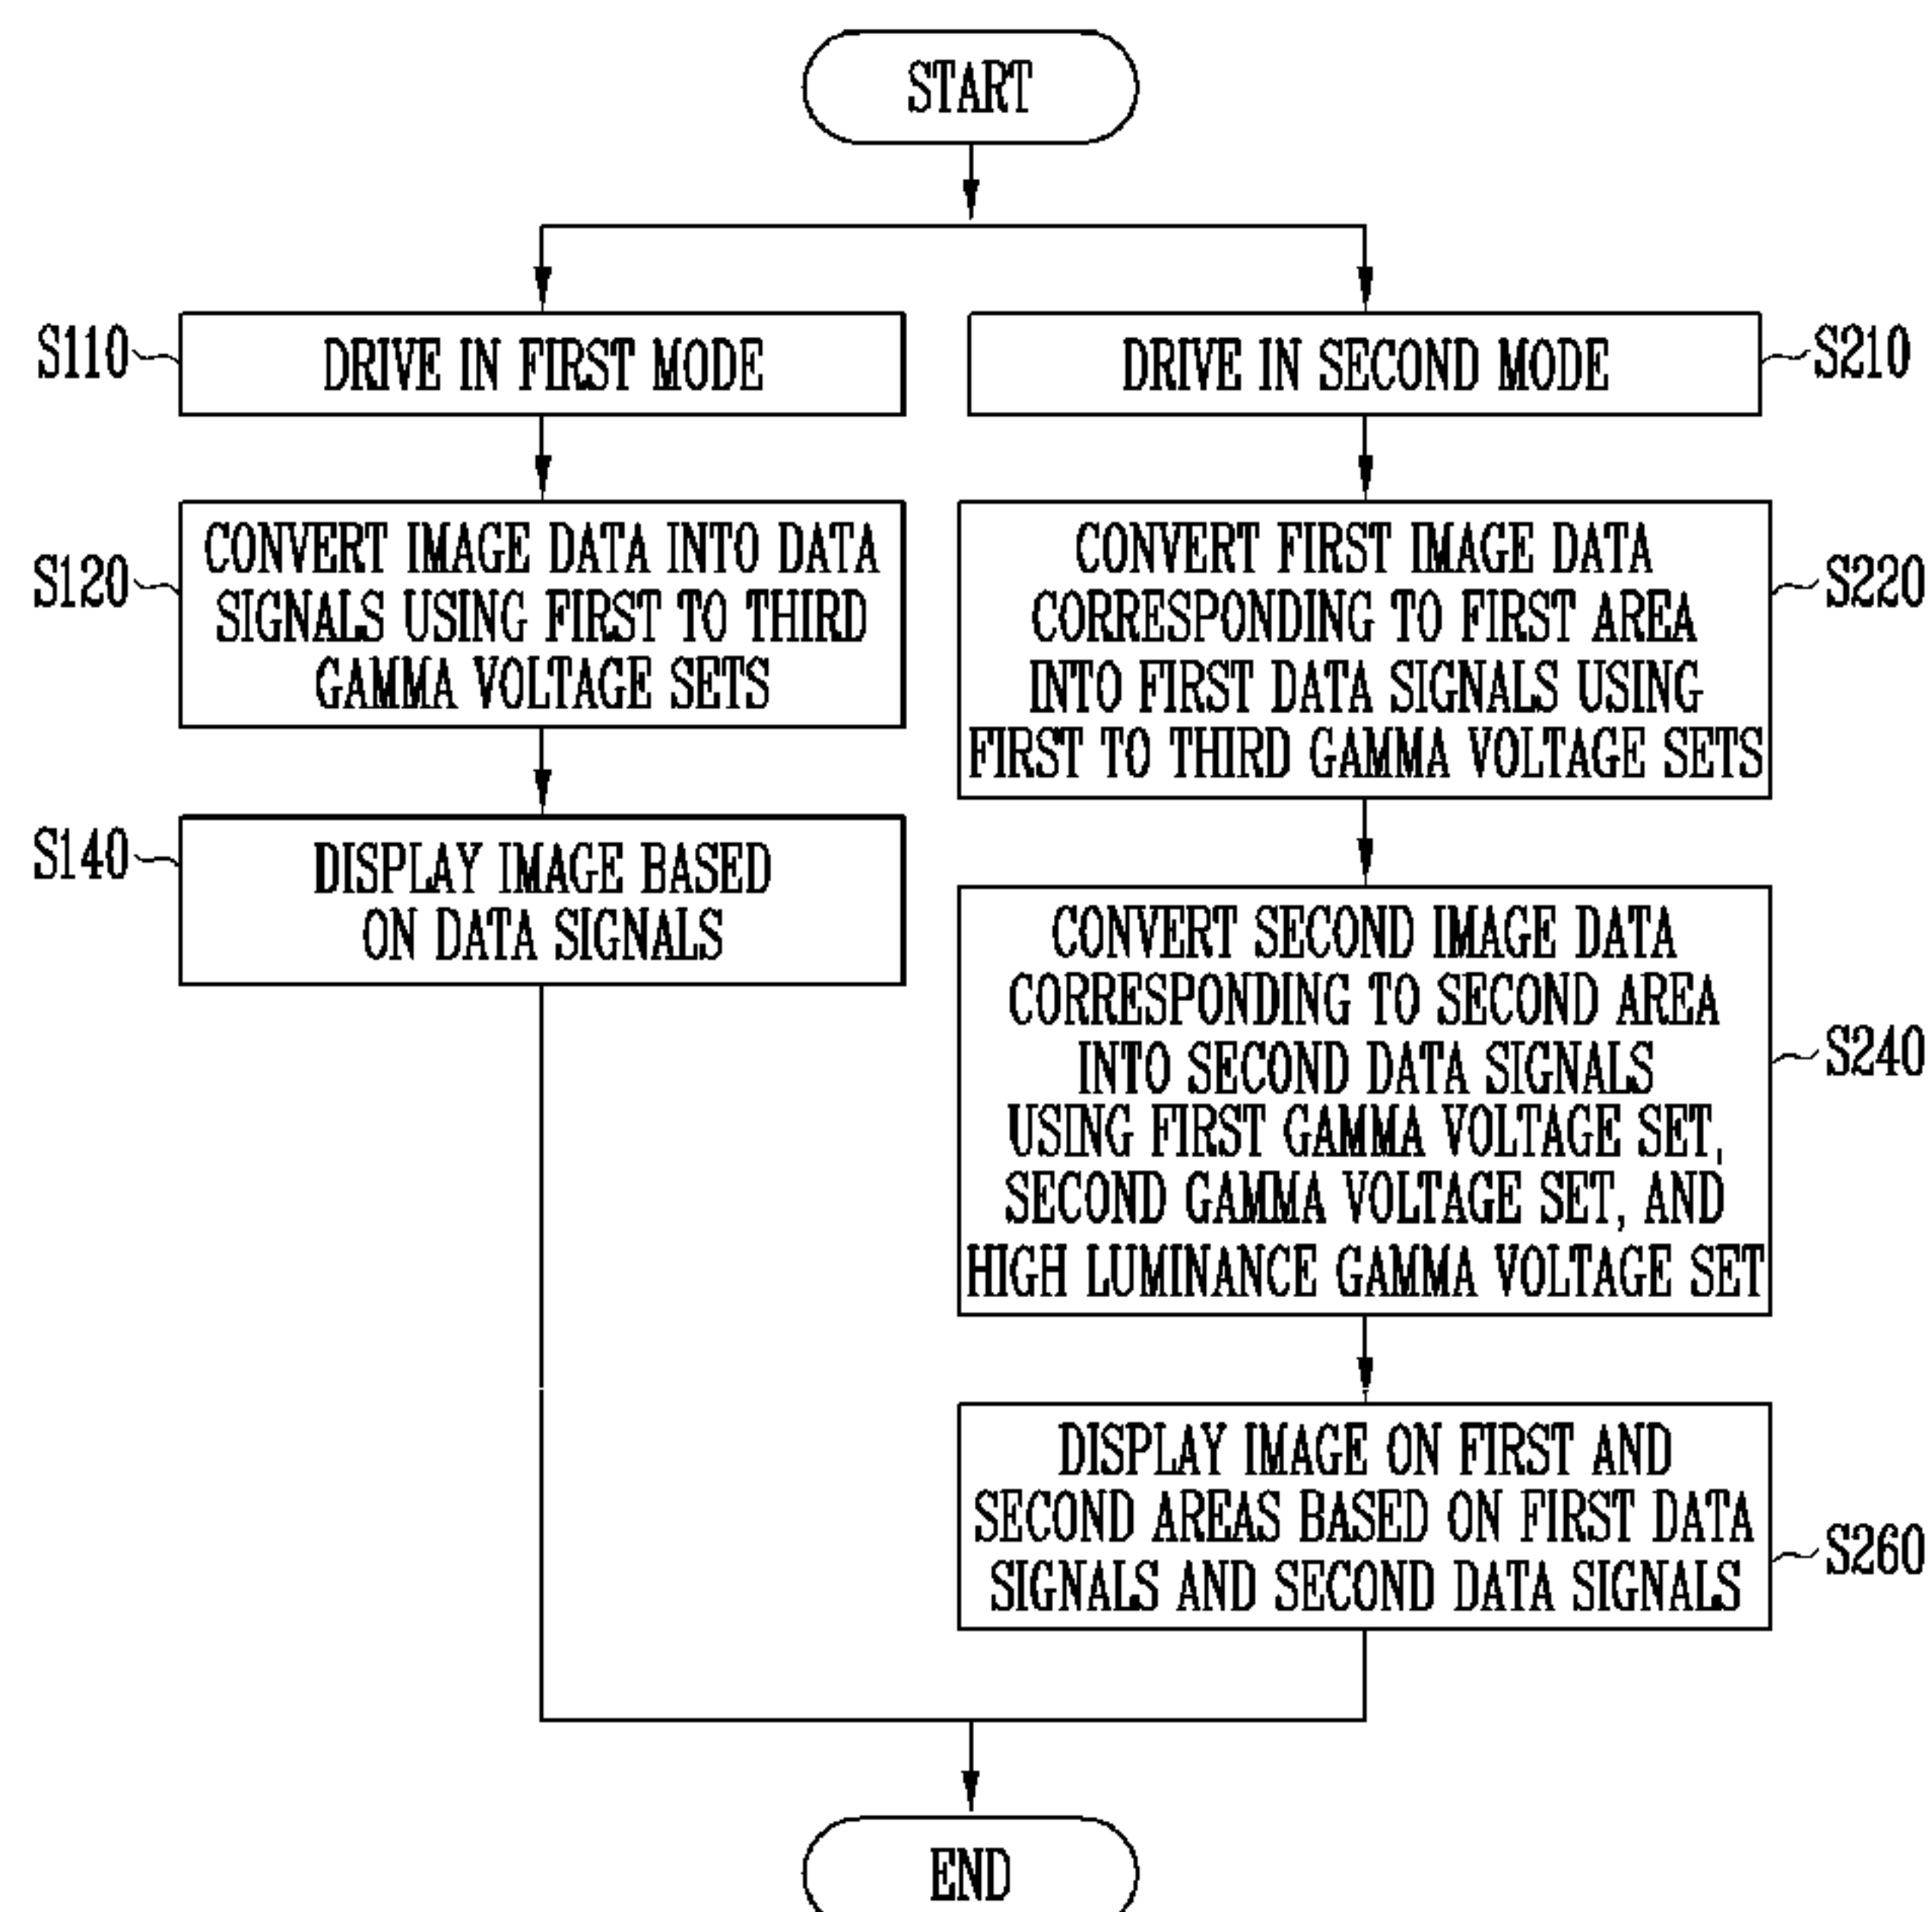 START
S110
DRIVE IN FIRST MODE
DRIVE IN SECOND MODE
S210
S120
CONVERT IMAGE DATA INTO DATA
SIGNALS USING FIRST TO THIRD
GAMMA VOLTAGE SETS
CONVERT FIRST IMAGE DATA
CORRESPONDING TO FIRST AREA
INTO FIRST DATA SIGNALS USING
FIRST TO THIRD GAMMA VOLTAGE SETS
S220
S140
DISPLAY IMAGE BASED
ON DATA SIGNALS
CONVERT SECOND IMAGE DATA
CORRESPONDING TO SECOND AREA
INTO SECOND DATA SIGNALS
USING FIRST GAMMA VOLTAGE SET,
SECOND GAMMA VOLTAGE SET, AND
HIGH LUMINANCE GAMMA VOLTAGE SET
S240
DISPLAY IMAGE ON FIRST AND
SECOND AREAS BASED ON FIRST DATA
SIGNALS AND SECOND DATA SIGNALS
S260
END